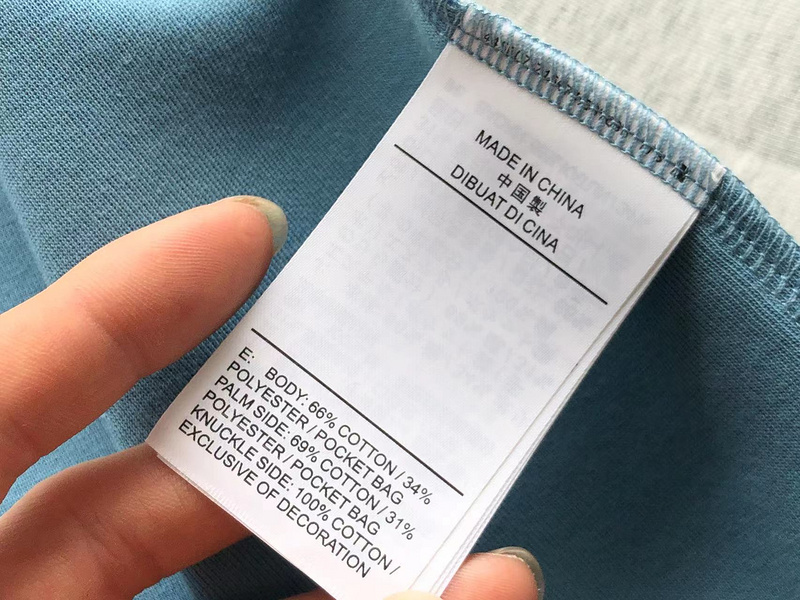 MADE IN CHINA
中国製
DIBUAT DI CINA
E: BODY: 66% COTTON / 34%
POLYESTER / POCKET BAG
PALM SIDE: 69% COTTON / 31%
POLYESTER / POCKET BAG
KNUCKLE SIDE: 100% COTTON /
EXCLUSIVE OF DECORATION